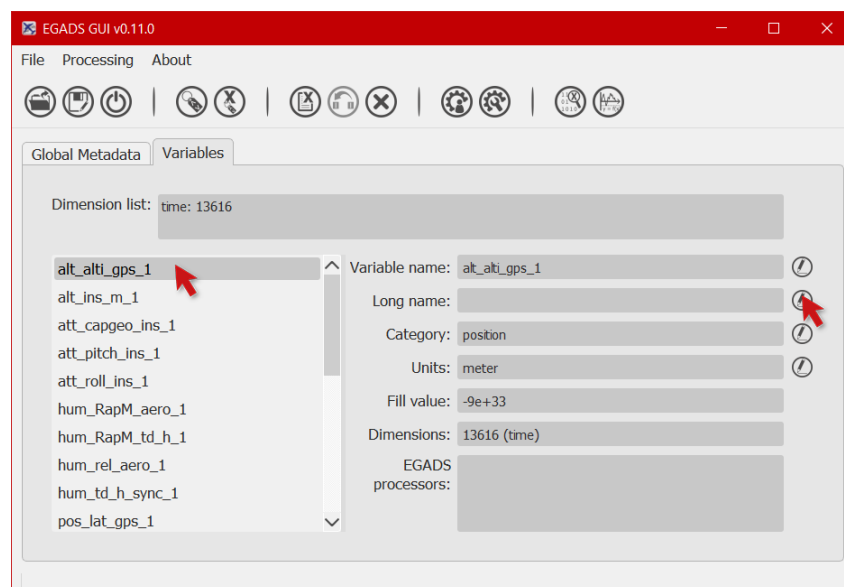 EGADS GUI v0.11.0
File Processing About
Global Metadata Variables
Dimension list: time: 13616
alt_alti_gps_1
alt_ins_m_1
att_capgeo_ins_1
att_pitch_ins_1
att_roll_ins_1
hum_RapM_aero_1
hum_RapM_td_h_1
hum_rel_aero_1
hum_td_h_sync_1
pos_lat_gps_1
Variable name: alt_alti_gps_1
Long name:
Category: position
Units: meter
Fill value: -9e+33
Dimensions: 13616 (time)
EGADS
processors: